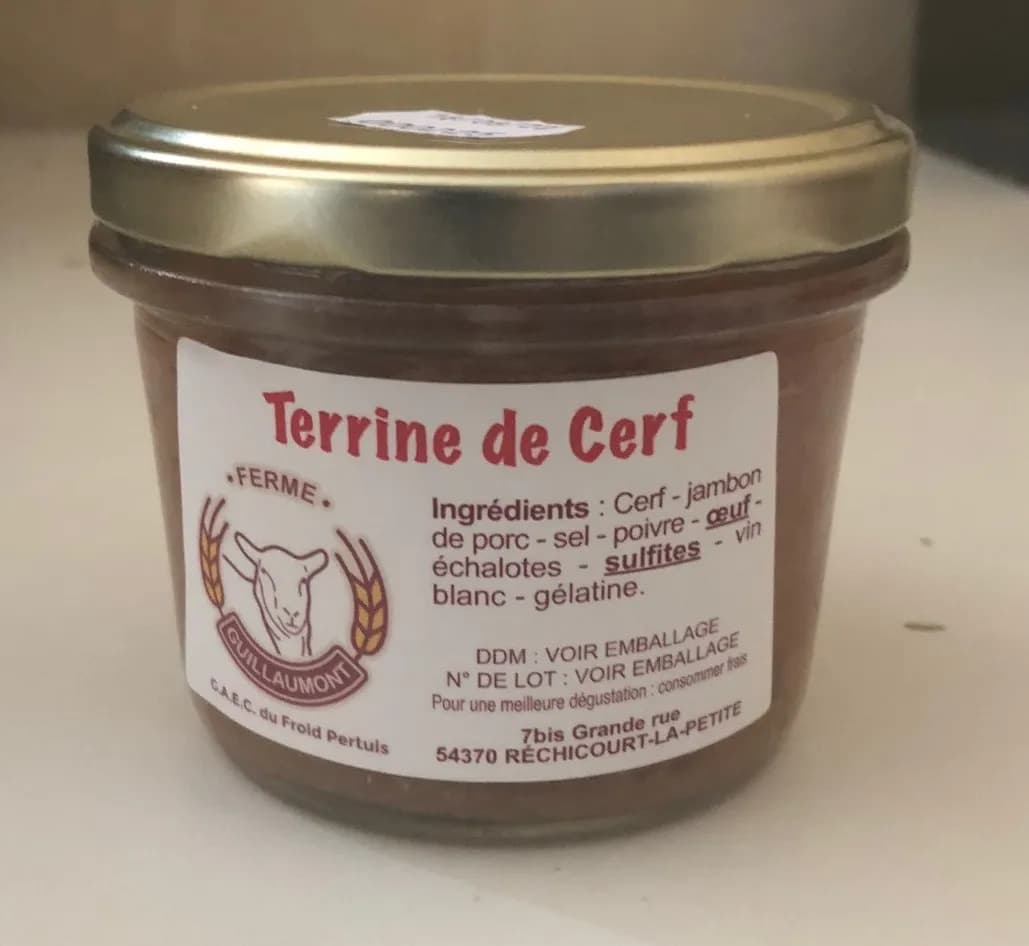 Terrine de Cerf
• FERME •
GUILLAUMONT
G.A.E.C. du Froid Pertuis
Ingrédients : Cerf - jambon
de porc - sel - poivre - œuf -
échalotes - sulfites - vin
blanc - gélatine.
DDM : VOIR EMBALLAGE
N° DE LOT : VOIR EMBALLAGE
Pour une meilleure dégustation : consommer frais
7bis Grande rue
54370 RÉCHICOURT-LA-PETITE